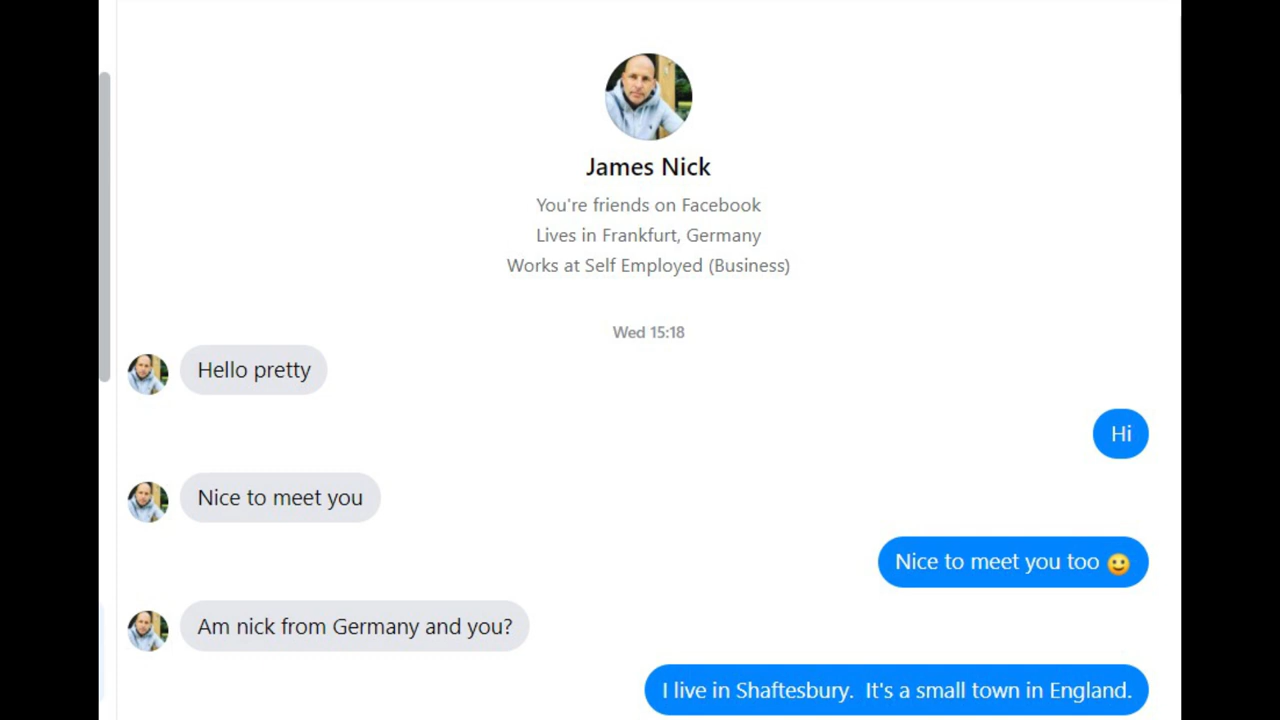 James Nick
You're friends on Facebook
Lives in Frankfurt, Germany
Works at Self Employed (Business)
Wed 15:18
Hello pretty
Hi
Nice to meet you
Nice to meet you too 🙂
Am nick from Germany and you?
I live in Shaftesbury.  It's a small town in England.